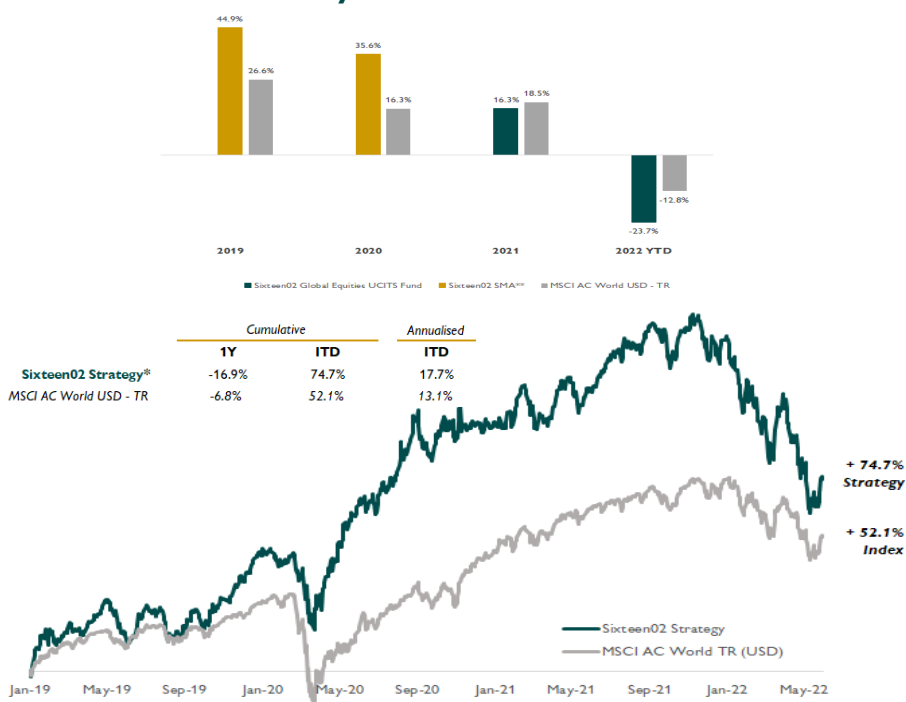 44.9%
26.6%
35.6%
16.3%
16.3%
18.5%
-23.7%
-12.8%
2019 2020 2021 2022 YTD
Sixteen02 Global Equities UCITS Fund Sixteen02 SMA** MSCI AC World USD - TR
Cumulative Annualised
1Y ITD ITD
Sixteen02 Strategy* -16.9% 74.7% 17.7%
MSCI AC World USD - TR -6.8% 52.1% 13.1%
+ 74.7%
Strategy
+ 52.1%
Index
Sixteen02 Strategy
MSCI AC World TR (USD)
Jan-19 May-19 Sep-19 Jan-20 May-20 Sep-20 Jan-21 May-21 Sep-21 Jan-22 May-22